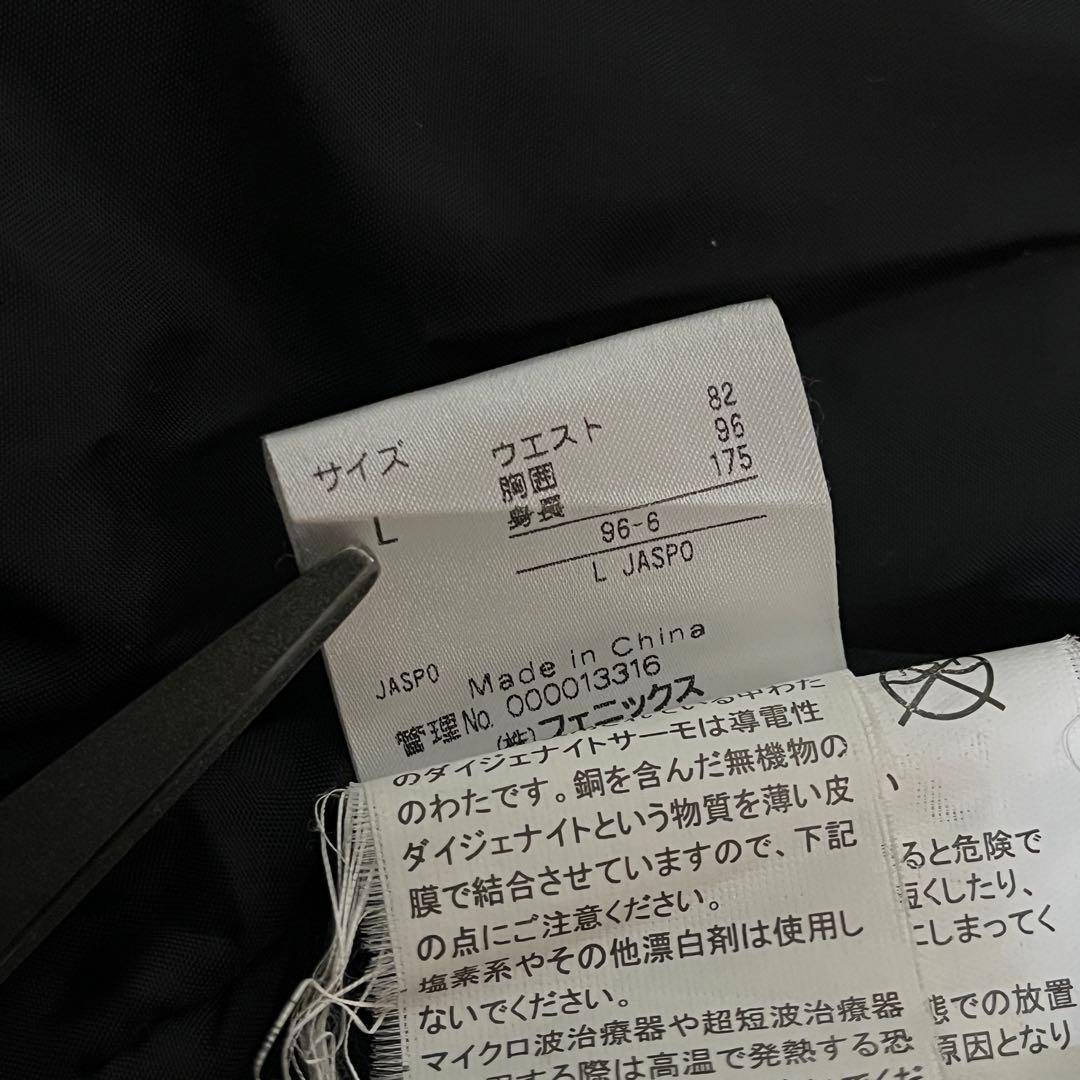 サイズ
L
ウエスト 82
胸囲 96
身長 175
96-6
L JASPO
JASPO
Made in China
管理No. 000013316
(株)フェニックス
中わた
のダイジェナイトサーモは導電性
のわたです。銅を含んだ無機物の
ダイジェナイトという物質を薄い皮
膜で結合させていますので、下記
の点にご注意ください。
塩素系やその他漂白剤は使用し
ないでください。
マイクロ波治療器や超短波治療器
する際は高温で発熱する恐
ると危険で
短くしたり、
にしまってく
態での放置
原因となり